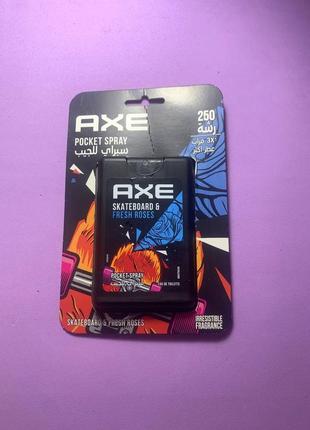 AXE
POCKET SPRAY
سبراي للجيب
250
رشة
AXE
SKATEBOARD &
FRESH ROSES
POCKET SPRAY
EAU DE TOILETTE
SKATEBOARD & FRESH ROSES
IRRESISTIBLE
FRAGRANCE